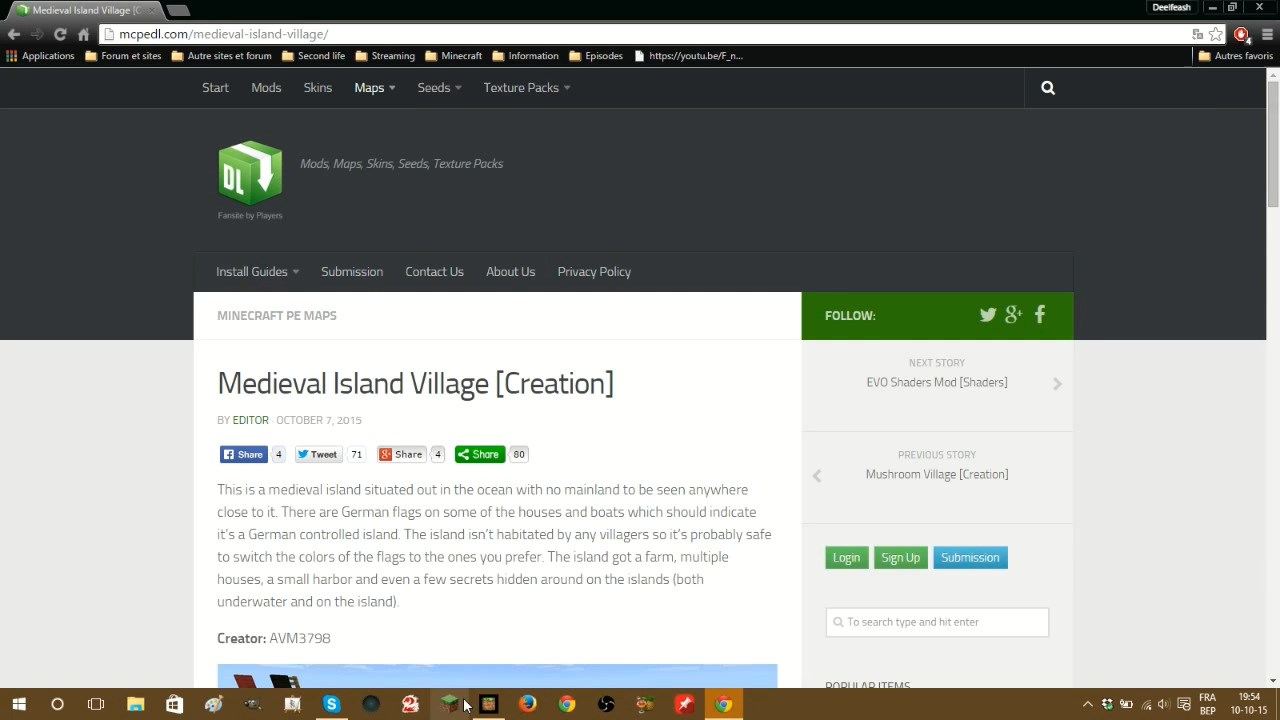 Medieval Island Village [C
Deelfeash
mcpedl.com/medieval-island-village/
4
Applications Forum et sites Autre sites et forum Second life Streaming Minecraft Information Episodes https://youtu.be/F_n... Autres favoris
Start Mods Skins Maps Seeds Texture Packs
DL
Mods, Maps, Skins, Seeds, Texture Packs
Fansite by Players
Install Guides Submission Contact Us About Us Privacy Policy
MINECRAFT PE MAPS
FOLLOW:
Medieval Island Village [Creation]
BY EDITOR · OCTOBER 7, 2015
Share 4 Tweet 71 Share 4 Share 80
This is a medieval island situated out in the ocean with no mainland to be seen anywhere
close to it. There are German flags on some of the houses and boats which should indicate
it's a German controlled island. The island isn't habitated by any villagers so it's probably safe
to switch the colors of the flags to the ones you prefer. The island got a farm, multiple
houses, a small harbor and even a few secrets hidden around on the islands (both
underwater and on the island).
Creator: AVM3798
NEXT STORY
EVO Shaders Mod [Shaders]
PREVIOUS STORY
Mushroom Village [Creation]
Login Sign Up Submission
To search type and hit enter
POPULAR ITEMS
FRA 19:54
BEP 10-10-15